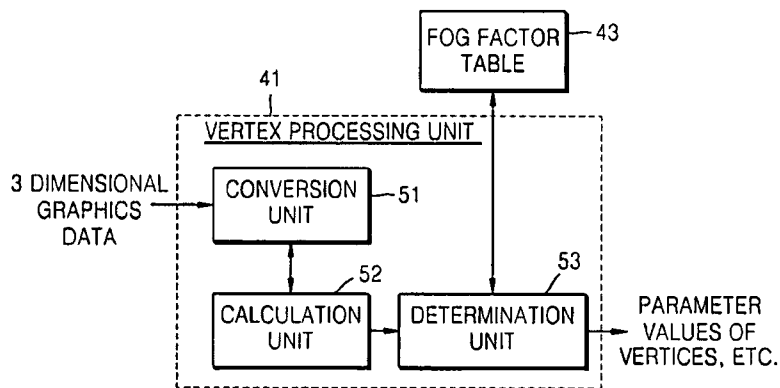 FOG FACTOR
TABLE
43
41
VERTEX PROCESSING UNIT
3 DIMENSIONAL
GRAPHICS
DATA
CONVERSION
UNIT
51
52
CALCULATION
UNIT
53
DETERMINATION
UNIT
PARAMETER
VALUES OF
VERTICES, ETC.